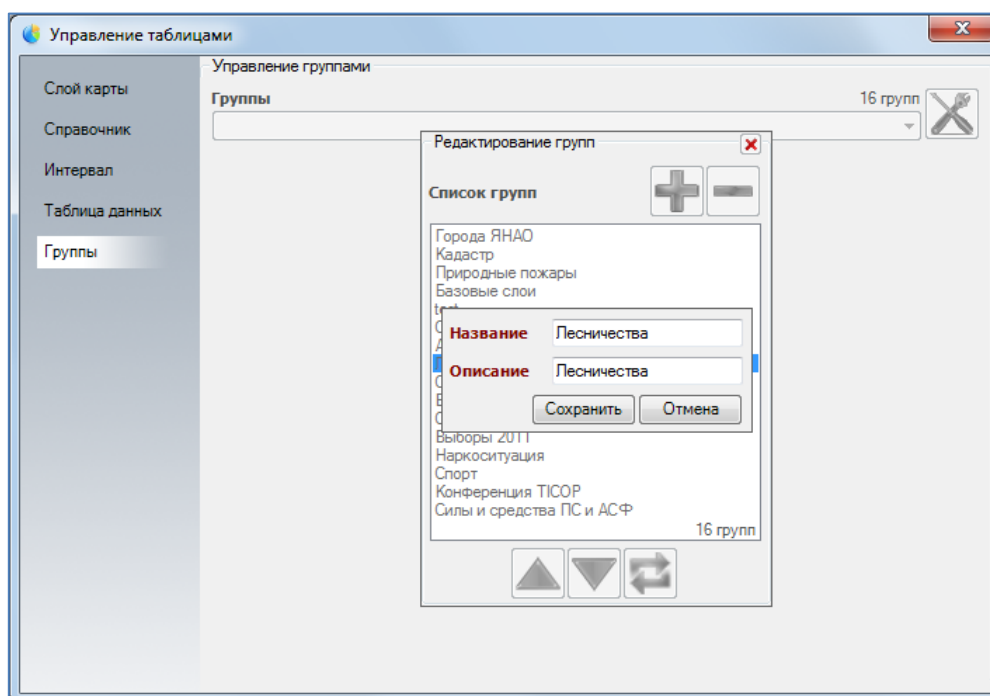 Управление таблицами
Управление группами
Слой карты
Группы 16 групп
Справочник
Редактирование групп
Интервал
Список групп
Таблица данных
Группы
Города ЯНАО
Кадастр
Природные пожары
Базовые слои
Название Лесничества
Описание Лесничества
Сохранить Отмена
Выборы 2011
Наркоситуация
Спорт
Конференция TICOP
Силы и средства ПС и АСФ
16 групп